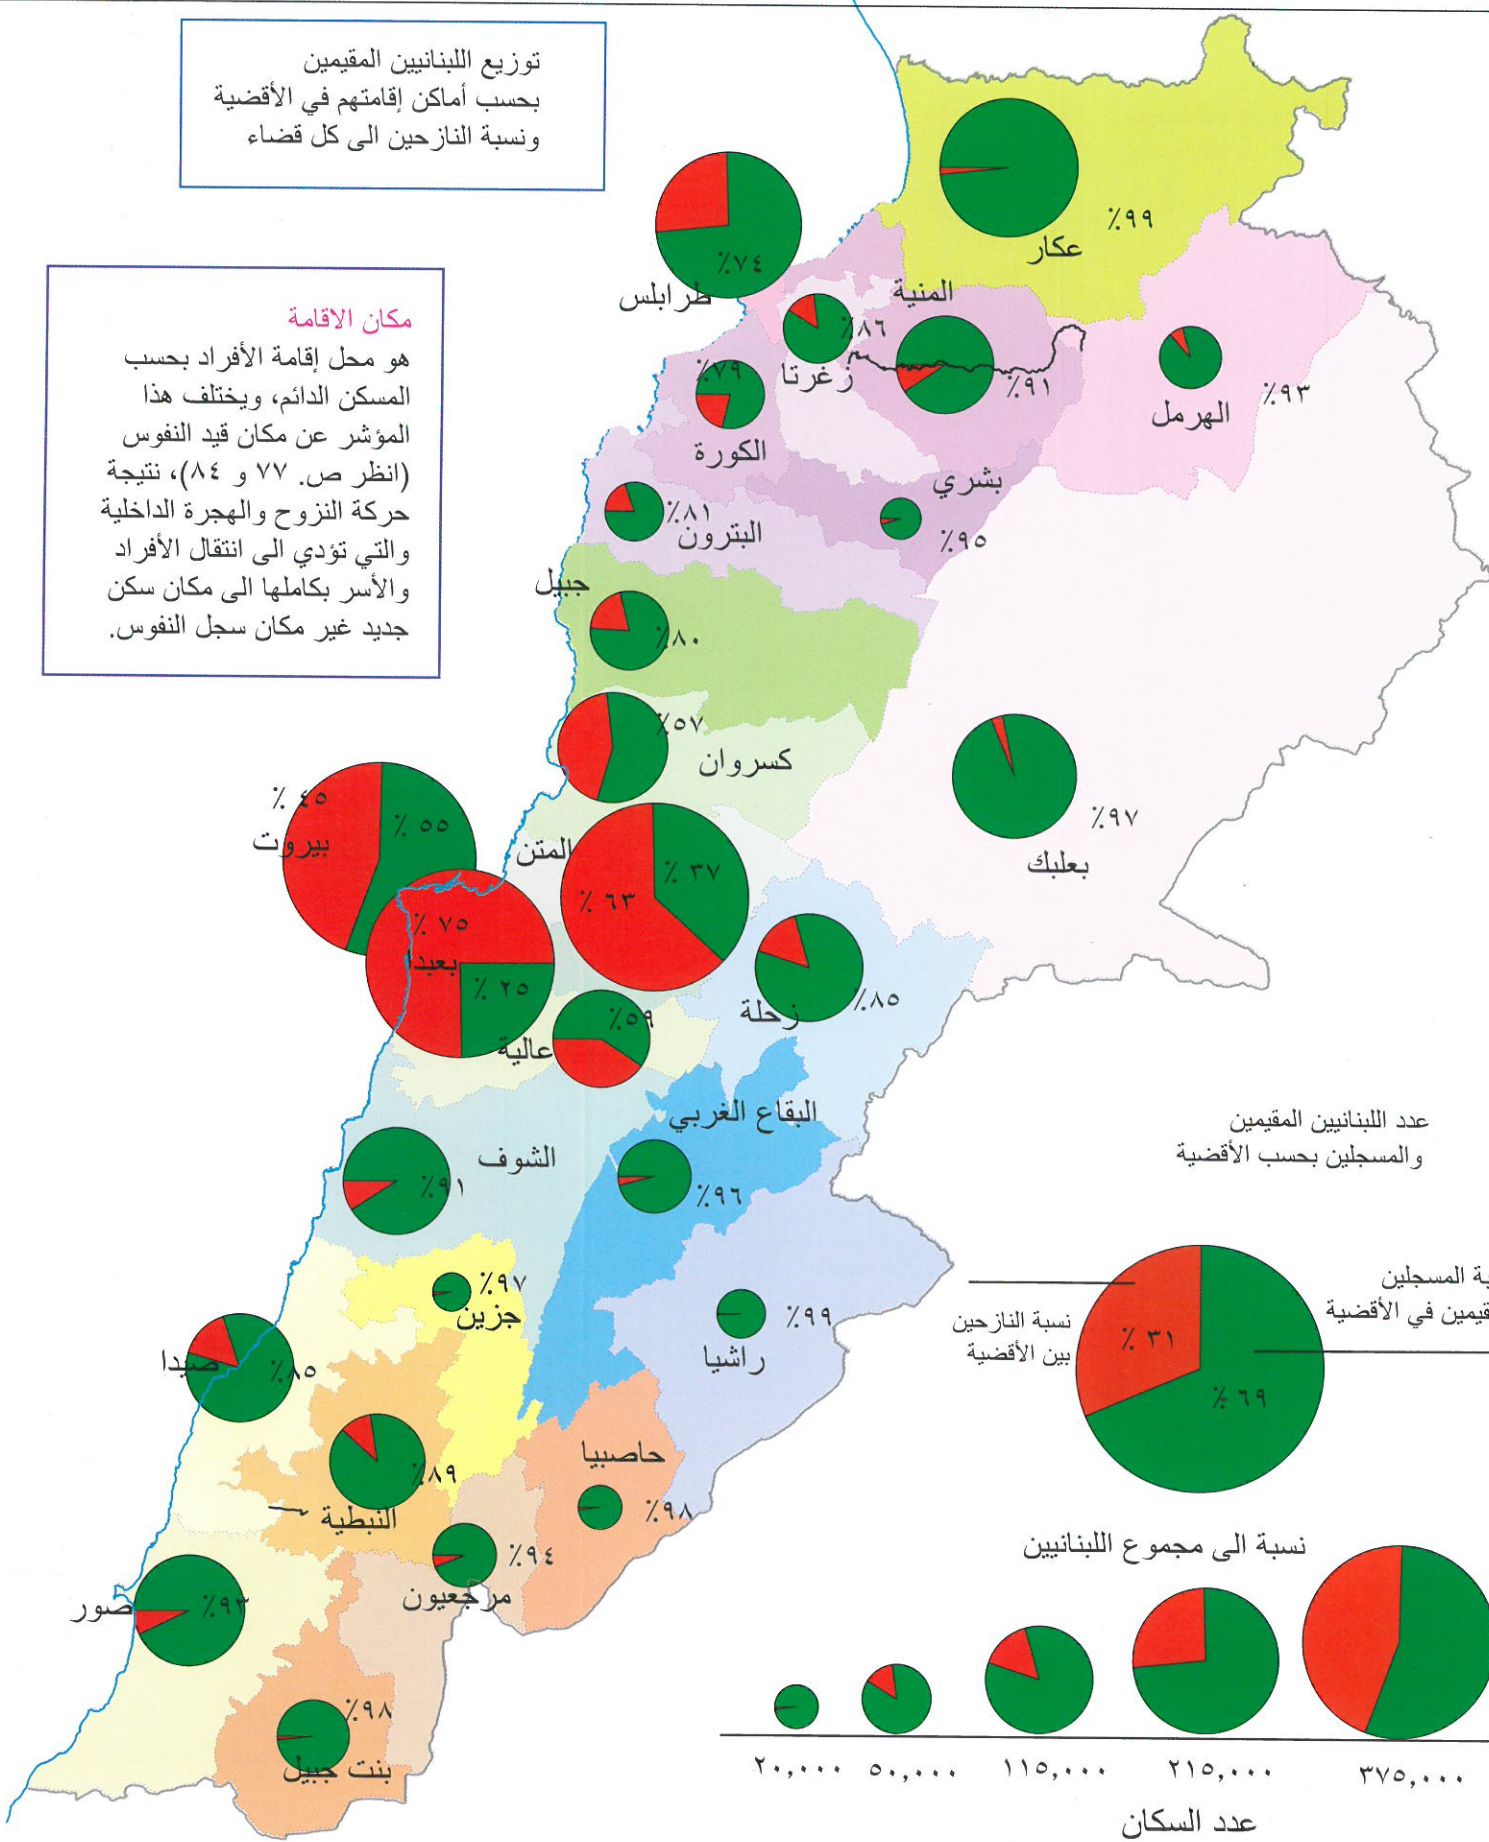 توزيع اللبنانيين المقيمين
بحسب أماكن إقامتهم في الأقضية
ونسبة النازحين الى كل قضاء
مكان الاقامة
هو محل إقامة الأفراد بحسب
المسكن الدائم، ويختلف هذا
المؤشر عن مكان قيد النفوس
(انظر ص. ٧٧ و ٨٤)، نتيجة
حركة النزوح والهجرة الداخلية
والتي تؤدي الى انتقال الأفراد
والأسر بكاملها الى مكان سكن
جديد غير مكان سجل النفوس.
٪٩٩
عكار
٪٧٤
طرابلس
المنية
٪٩١
٪٨٦
زغرتا
٪٩٣
الهرمل
٪٧٩
الكورة
بشري
٪٩٥
٪٨١
البترون
جبيل
٪٨٠
٪٥٧
كسروان
٪٩٧
بعلبك
٪ ٤٥
٪ ٥٥
بيروت
المتن
٪ ٣٧
٪ ٦٣
٪ ٧٥
بعبدا
٪ ٢٥
٪٨٥
زحلة
٪٥٩
عالية
البقاع الغربي
٪٩٦
الشوف
٪٩١
٪٩٧
جزين
٪٩٩
راشيا
صيدا
٪٨٥
٪٨٩
النبطية
حاصبيا
٪٩٨
٪٩٤
مرجعيون
٪٩٣
صور
٪٩٨
بنت جبيل
عدد اللبنانيين المقيمين
والمسجلين بحسب الأقضية
ية المسجلين
قيمين في الأقضية
نسبة النازحين
بين الأقضية
٪ ٣١
٪ ٦٩
نسبة الى مجموع اللبنانيين
٢٠,٠٠٠ ٥٠,٠٠٠ ١١٥,٠٠٠ ٢١٥,٠٠٠ ٣٧٥,٠٠٠
عدد السكان